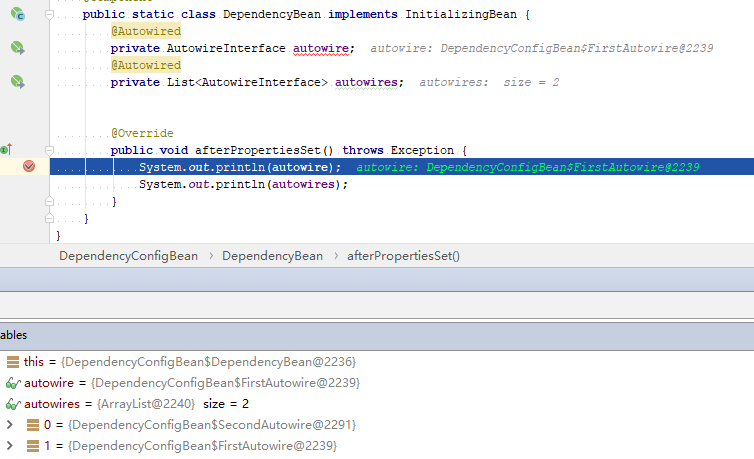 public static class DependencyBean implements InitializingBean {
@Autowired
private AutowireInterface autowire; autowire: DependencyConfigBean$FirstAutowire@2239
@Autowired
private List<AutowireInterface> autowires; autowires: size = 2
@Override
public void afterPropertiesSet() throws Exception {
System.out.println(autowire); autowire: DependencyConfigBean$FirstAutowire@2239
System.out.println(autowires);
}
}
}
DependencyConfigBean › DependencyBean › afterPropertiesSet()
ables
this = {DependencyConfigBean$DependencyBean@2236}
autowire = {DependencyConfigBean$FirstAutowire@2239}
autowires = {ArrayList@2240} size = 2
0 = {DependencyConfigBean$SecondAutowire@2291}
1 = {DependencyConfigBean$FirstAutowire@2239}